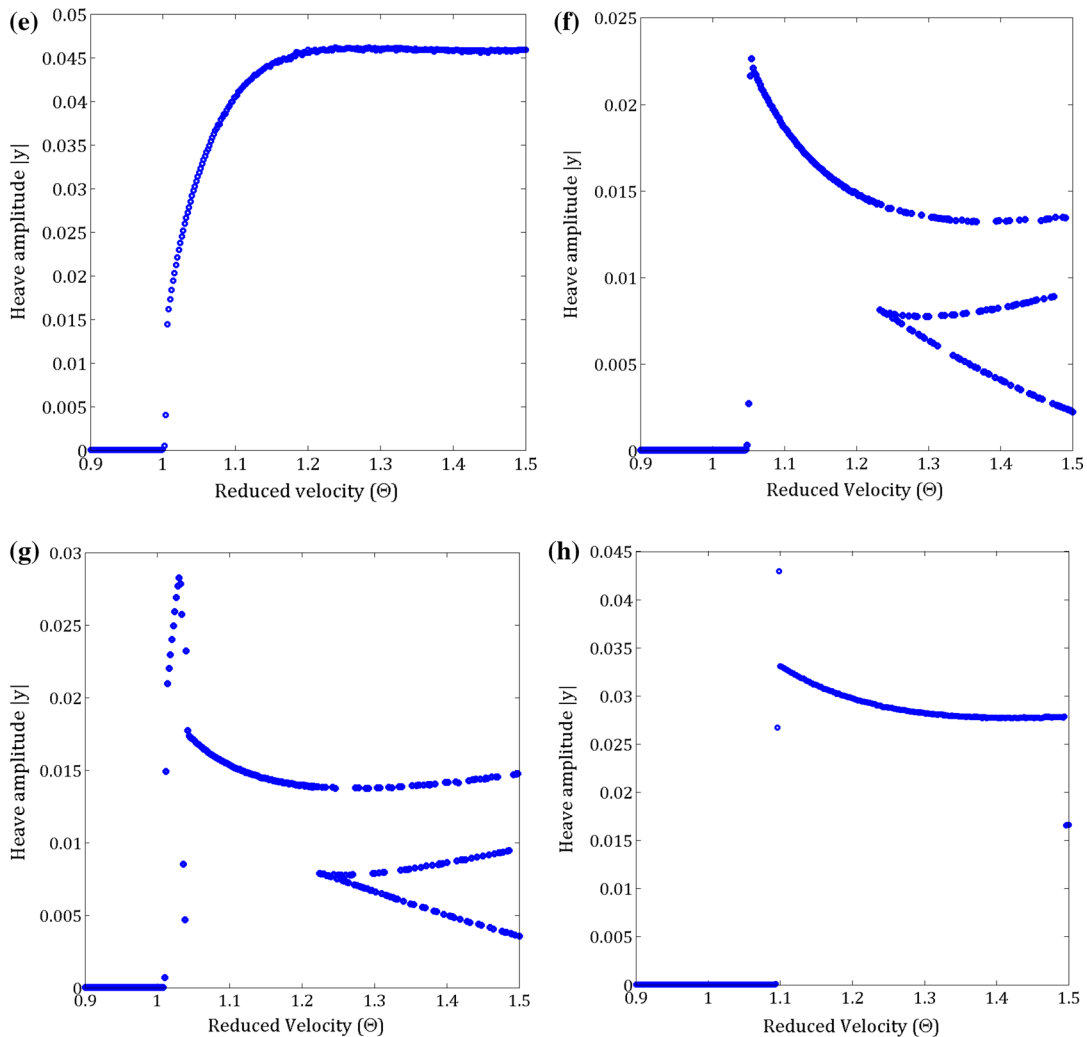 (e)
0.05
0.045
0.04
0.035
0.03
0.025
0.02
0.015
0.01
0.005
0
Heave amplitude |y|
0.9 1 1.1 1.2 1.3 1.4 1.5
Reduced velocity (Θ)
(f)
0.025
0.02
0.015
0.01
0.005
0
Heave amplitude |y|
0.9 1 1.1 1.2 1.3 1.4 1.5
Reduced Velocity (Θ)
(g)
0.03
0.025
0.02
0.015
0.01
0.005
0
Heave amplitude |y|
0.9 1 1.1 1.2 1.3 1.4 1.5
Reduced Velocity (Θ)
(h)
0.045
0.04
0.035
0.03
0.025
0.02
0.015
0.01
0.005
0
Heave amplitude |y|
0.9 1 1.1 1.2 1.3 1.4 1.5
Reduced Velocity (Θ)